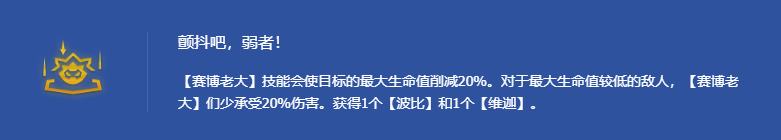 颤抖吧，弱者！
【赛博老大】技能会使目标的最大生命值削减20%。对于最大生命值较低的敌人，【赛博老
大】们少承受20%伤害。获得1个【波比】和1个【维迦】。